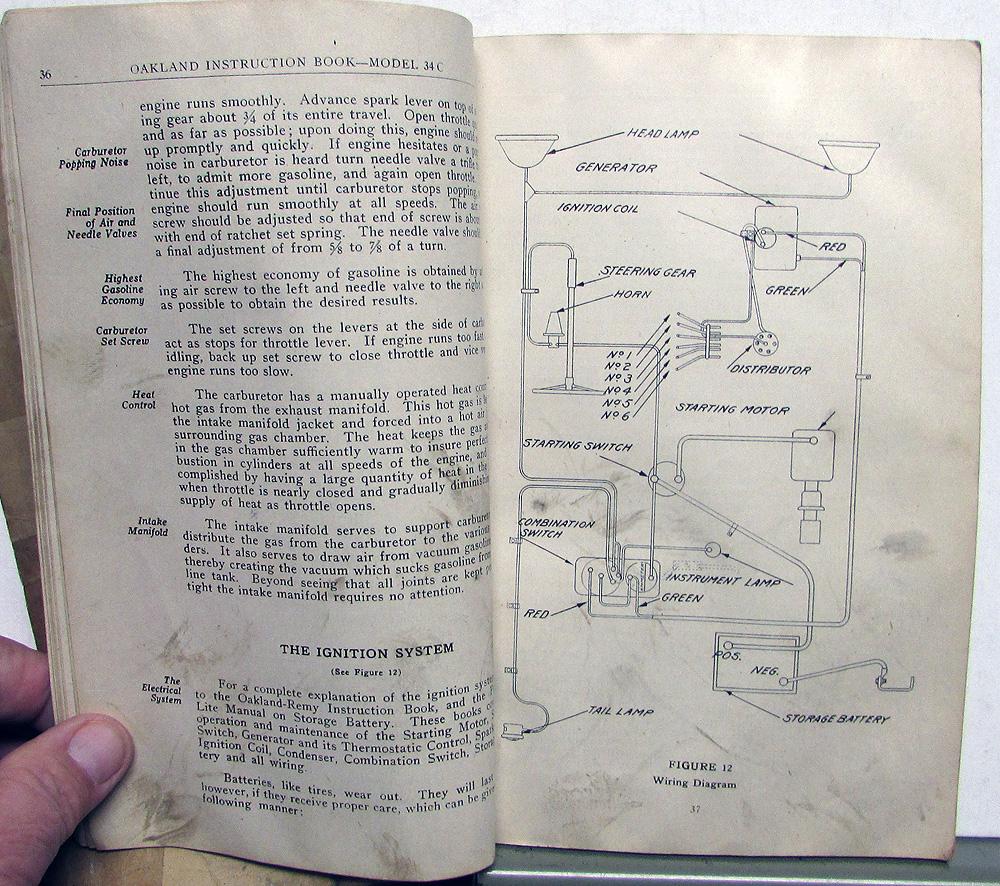 36
OAKLAND INSTRUCTION BOOK—MODEL 34 C
engine runs smoothly. Advance spark lever on top of
ing gear about ¾ of its entire travel. Open throttle
and as far as possible; upon doing this, engine
up promptly and quickly. If engine hesitates or a
Carburetor
Popping Noise
noise in carburetor is heard turn needle valve a
left, to admit more gasoline, and again open throttle
tinue this adjustment until carburetor stops popping,
engine should run smoothly at all speeds. The air
Final Position
of Air and
Needle Valves
screw should be adjusted so that end of screw is
with end of ratchet set spring. The needle valve
a final adjustment of from ⅝ to ⅞ of a turn.
Highest
Gasoline
Economy
The highest economy of gasoline is obtained by
ing air screw to the left and needle valve to the right
as possible to obtain the desired results.
Carburetor
Set Screw
The set screws on the levers at the side of
act as stops for throttle lever. If engine runs too fast
idling, back up set screw to close throttle and vice
engine runs too slow.
Heat
Control
The carburetor has a manually operated heat
hot gas from the exhaust manifold. This hot gas is
the intake manifold jacket and forced into a hot air
surrounding gas chamber. The heat keeps the gas
in the gas chamber sufficiently warm to insure
bustion in cylinders at all speeds of the engine, and
complished by having a large quantity of heat in the
when throttle is nearly closed and gradually
supply of heat as throttle opens.
Intake
Manifold
The intake manifold serves to support
distribute the gas from the carburetor to the
ders. It also serves to draw air from vacuum
thereby creating the vacuum which sucks gasoline from
line tank. Beyond seeing that all joints are kept
tight the intake manifold requires no attention.
THE IGNITION SYSTEM
(See Figure 12)
The
Electrical
System
For a complete explanation of the ignition
to the Oakland-Remy Instruction Book, and the
Lite Manual on Storage Battery. These books
operation and maintenance of the Starting Motor,
Switch, Generator and its Thermostatic Control,
Ignition Coil, Condenser, Combination Switch,
tery and all wiring.
Batteries, like tires, wear out. They will
however, if they receive proper care, which can be
following manner:
HEAD LAMP
GENERATOR
IGNITION COIL
RED
STEERING GEAR
GREEN
HORN
Nº 1
Nº 2
Nº 3
Nº 4
Nº 5
Nº 6
DISTRIBUTOR
STARTING MOTOR
STARTING SWITCH
COMBINATION
SWITCH
INSTRUMENT LAMP
GREEN
RED
POS.
NEG.
TAIL LAMP
STORAGE BATTERY
FIGURE 12
Wiring Diagram
37